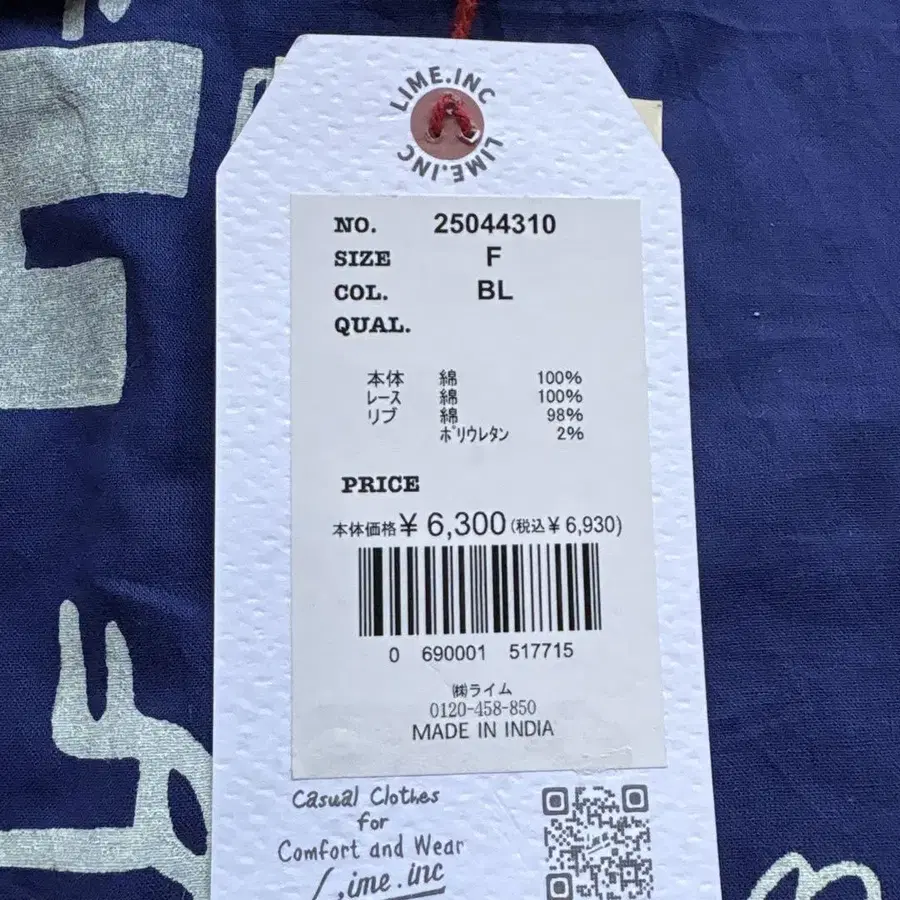 LIME.INC
LIME.INC
NO. 25044310
SIZE F
COL. BL
QUAL.
本体 綿 100%
レース 綿 100%
リブ 綿 98%
ポリウレタン 2%
PRICE
本体価格¥ 6,300(税込¥ 6,930)
0 690001 517715
㈱ライム
0120-458-850
MADE IN INDIA
Casual Clothes
for
Comfort and Wear
Lime.inc